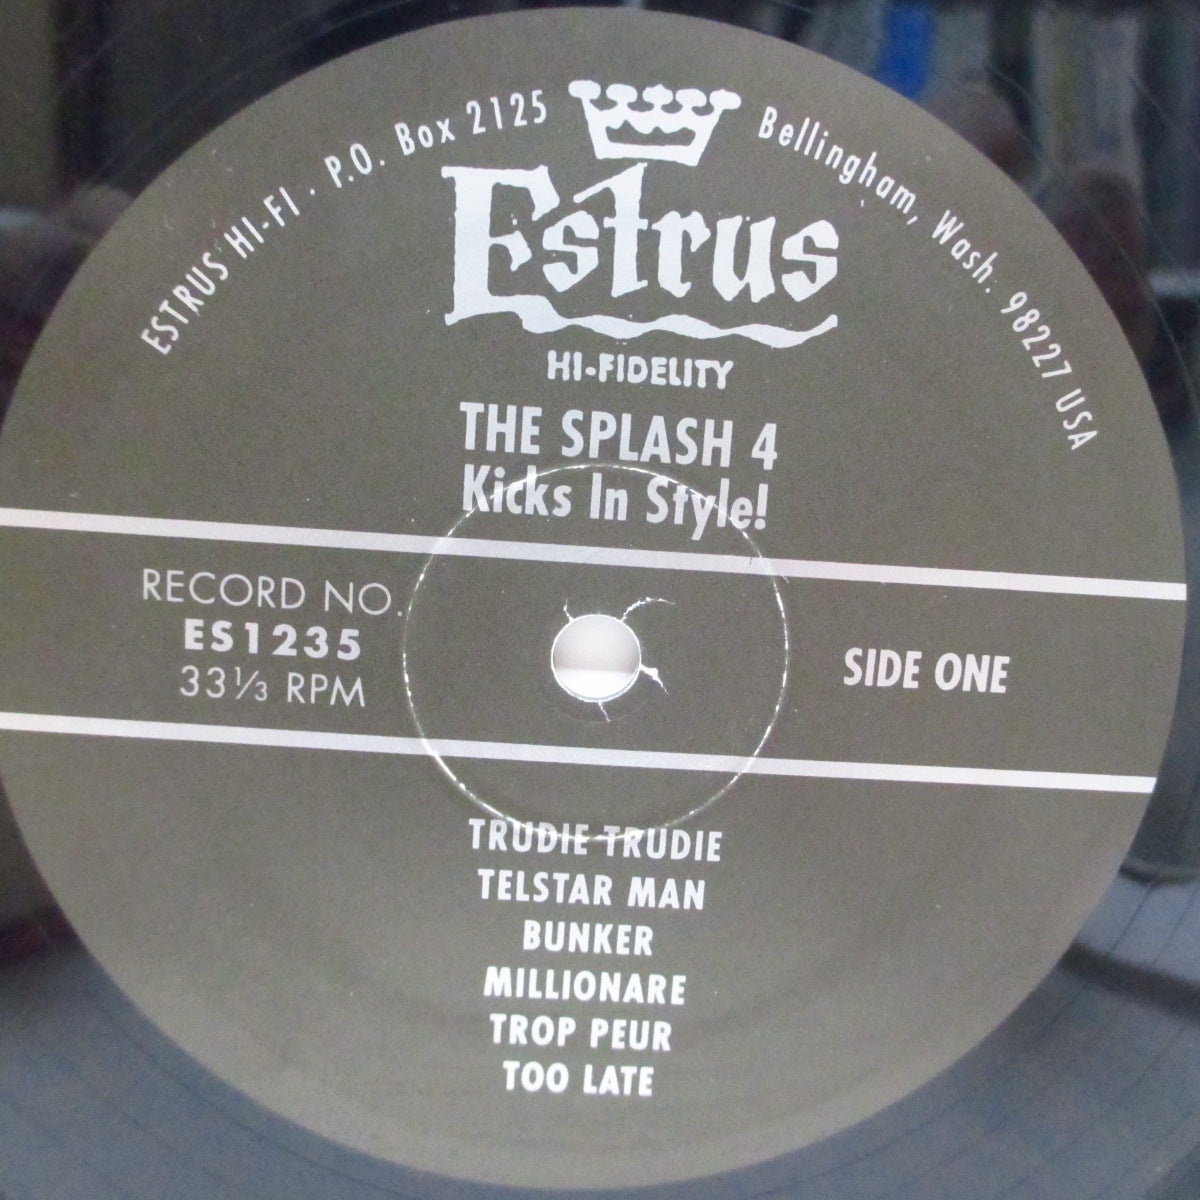 ESTRUS HI-FI · P.O. Box 2125 Bellingham, Wash. 98227 USA
Estrus
HI-FIDELITY
THE SPLASH 4
Kicks In Style!
RECORD NO.
ES1235
33⅓ RPM
SIDE ONE
TRUDIE TRUDIE
TELSTAR MAN
BUNKER
MILLIONARE
TROP PEUR
TOO LATE